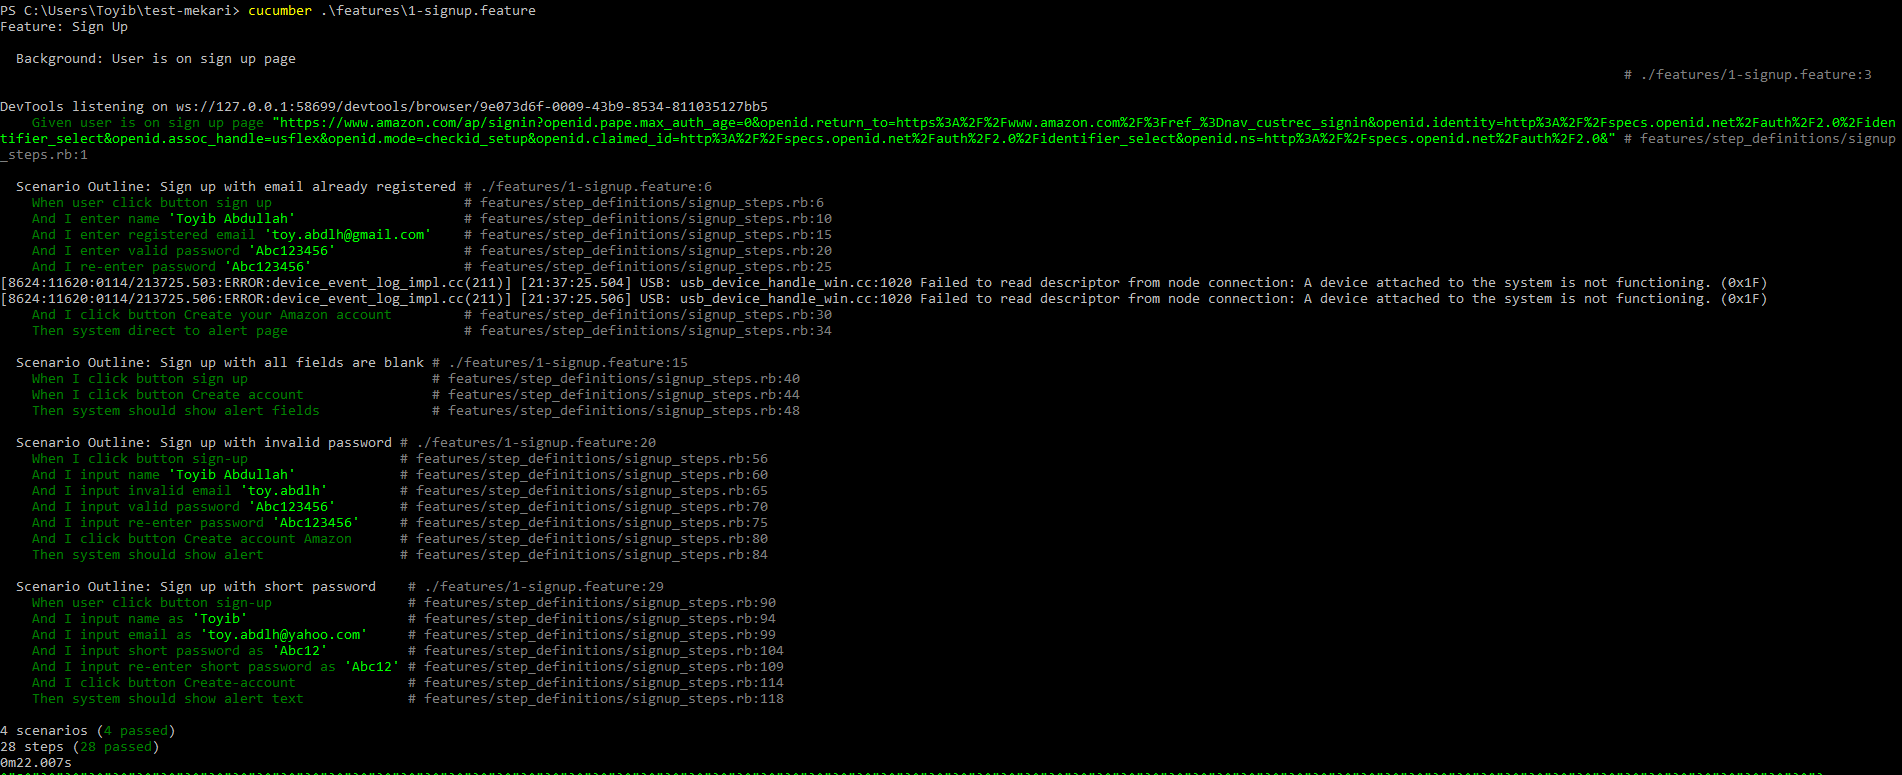 PS C:\Users\Toyib\test-mekari> cucumber .\features\1-signup.feature
Feature: Sign Up
Background: User is on sign up page
# ./features/1-signup.feature:3
DevTools listening on ws://127.0.0.1:58699/devtools/browser/9e073d6f-0009-43b9-8534-811035127bb5
Given user is on sign up page "https://www.amazon.com/ap/signin?openid.pape.max_auth_age=0&openid.return_to=https%3A%2F%2Fwww.amazon.com%2F%3Fref_%3Dnav_custrec_signin&openid.identity=http%3A%2F%2Fspecs.openid.net%2Fauth%2F2.0%2Fiden
tifier_select&openid.assoc_handle=usflex&openid.mode=checkid_setup&openid.claimed_id=http%3A%2F%2Fspecs.openid.net%2Fauth%2F2.0%2Fidentifier_select&openid.ns=http%3A%2F%2Fspecs.openid.net%2Fauth%2F2.0&" # features/step_definitions/signup
_steps.rb:1
Scenario Outline: Sign up with email already registered # ./features/1-signup.feature:6
When user click button sign up # features/step_definitions/signup_steps.rb:6
And I enter name 'Toyib Abdullah' # features/step_definitions/signup_steps.rb:10
And I enter registered email 'toy.abdlh@gmail.com' # features/step_definitions/signup_steps.rb:15
And I enter valid password 'Abc123456' # features/step_definitions/signup_steps.rb:20
And I re-enter password 'Abc123456' # features/step_definitions/signup_steps.rb:25
[8624:11620:0114/213725.503:ERROR:device_event_log_impl.cc(211)] [21:37:25.504] USB: usb_device_handle_win.cc:1020 Failed to read descriptor from node connection: A device attached to the system is not functioning. (0x1F)
[8624:11620:0114/213725.506:ERROR:device_event_log_impl.cc(211)] [21:37:25.506] USB: usb_device_handle_win.cc:1020 Failed to read descriptor from node connection: A device attached to the system is not functioning. (0x1F)
And I click button Create your Amazon account # features/step_definitions/signup_steps.rb:30
Then system direct to alert page # features/step_definitions/signup_steps.rb:34
Scenario Outline: Sign up with all fields are blank # ./features/1-signup.feature:15
When I click button sign up # features/step_definitions/signup_steps.rb:40
When I click button Create account # features/step_definitions/signup_steps.rb:44
Then system should show alert fields # features/step_definitions/signup_steps.rb:48
Scenario Outline: Sign up with invalid password # ./features/1-signup.feature:20
When I click button sign-up # features/step_definitions/signup_steps.rb:56
And I input name 'Toyib Abdullah' # features/step_definitions/signup_steps.rb:60
And I input invalid email 'toy.abdlh' # features/step_definitions/signup_steps.rb:65
And I input valid password 'Abc123456' # features/step_definitions/signup_steps.rb:70
And I input re-enter password 'Abc123456' # features/step_definitions/signup_steps.rb:75
And I click button Create account Amazon # features/step_definitions/signup_steps.rb:80
Then system should show alert # features/step_definitions/signup_steps.rb:84
Scenario Outline: Sign up with short password # ./features/1-signup.feature:29
When user click button sign-up # features/step_definitions/signup_steps.rb:90
And I input name as 'Toyib' # features/step_definitions/signup_steps.rb:94
And I input email as 'toy.abdlh@yahoo.com' # features/step_definitions/signup_steps.rb:99
And I input short password as 'Abc12' # features/step_definitions/signup_steps.rb:104
And I input re-enter short password as 'Abc12' # features/step_definitions/signup_steps.rb:109
And I click button Create-account # features/step_definitions/signup_steps.rb:114
Then system should show alert text # features/step_definitions/signup_steps.rb:118
4 scenarios (4 passed)
28 steps (28 passed)
0m22.007s